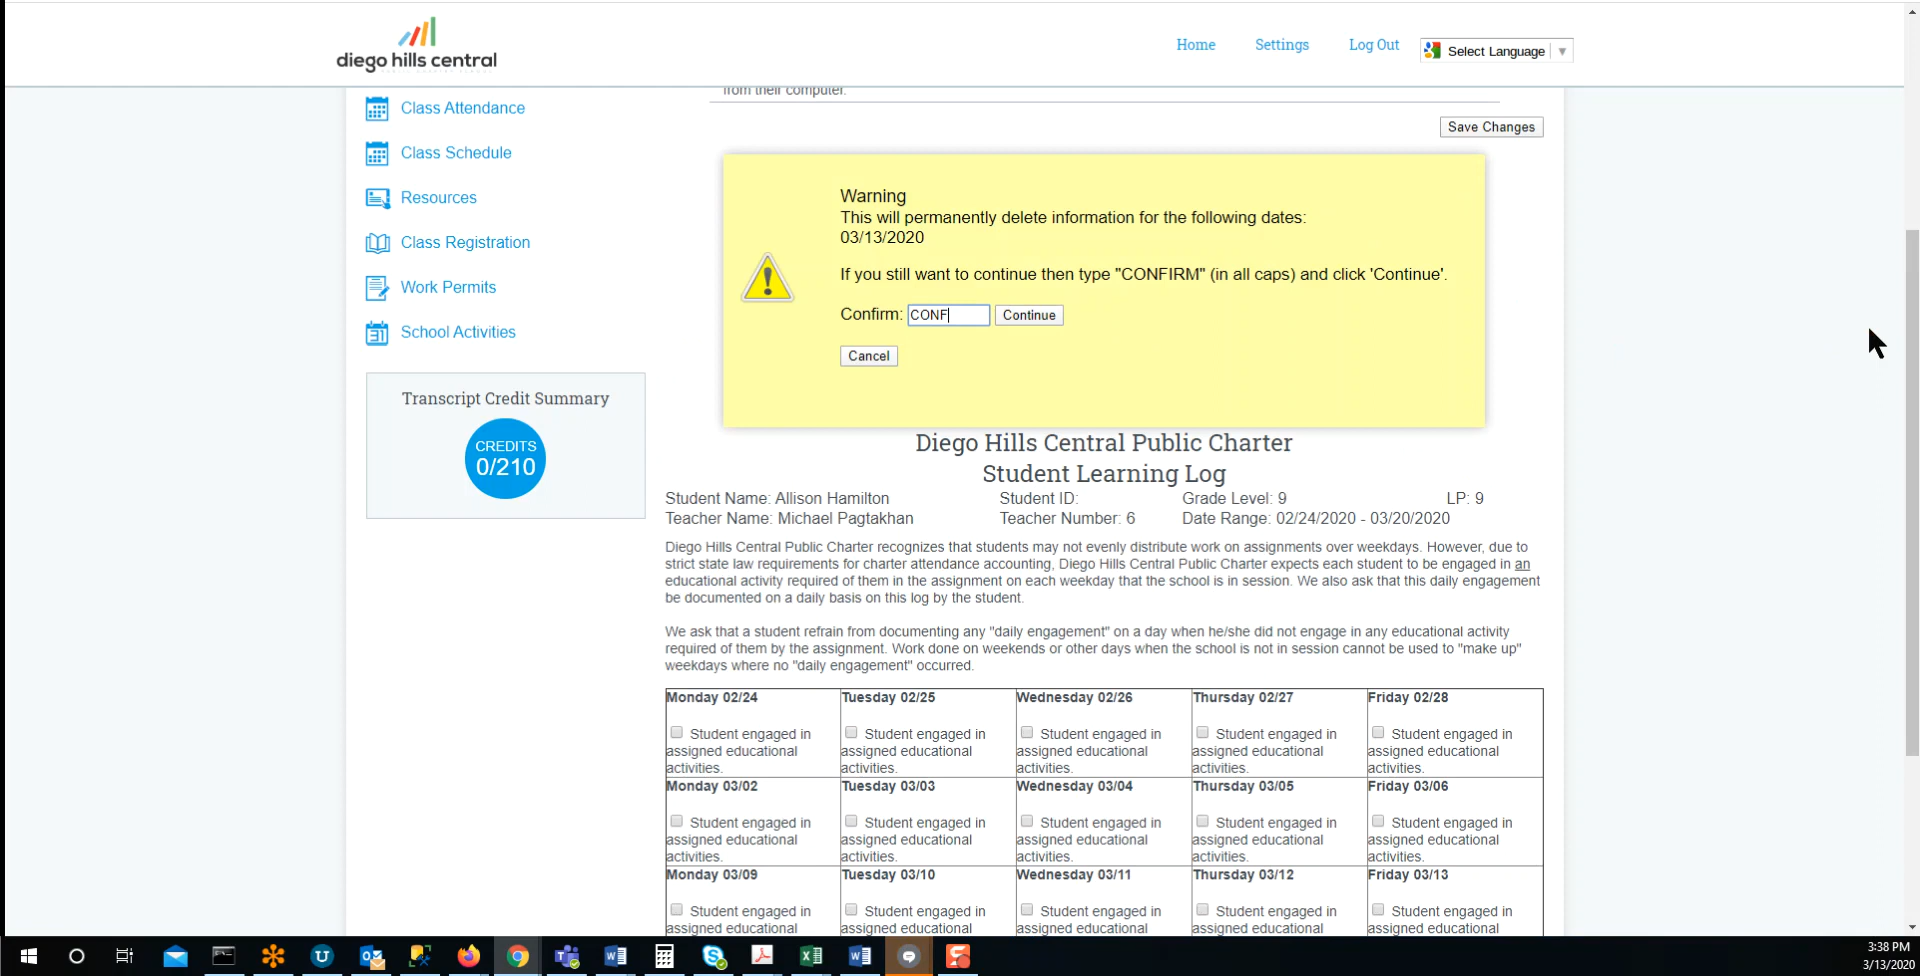 diego hills central
Home
Settings
Log Out
Select Language
from their computer.
Save Changes
Class Attendance
Class Schedule
Resources
Class Registration
Work Permits
School Activities
Transcript Credit Summary
CREDITS
0/210
Warning
This will permanently delete information for the following dates:
03/13/2020
If you still want to continue then type "CONFIRM" (in all caps) and click 'Continue'.
Confirm: CONF Continue
Cancel
Diego Hills Central Public Charter
Student Learning Log
Student Name: Allison Hamilton Student ID: Grade Level: 9 LP: 9
Teacher Name: Michael Pagtakhan Teacher Number: 6 Date Range: 02/24/2020 - 03/20/2020
Diego Hills Central Public Charter recognizes that students may not evenly distribute work on assignments over weekdays. However, due to
strict state law requirements for charter attendance accounting, Diego Hills Central Public Charter expects each student to be engaged in an
educational activity required of them in the assignment on each weekday that the school is in session. We also ask that this daily engagement
be documented on a daily basis on this log by the student.
We ask that a student refrain from documenting any "daily engagement" on a day when he/she did not engage in any educational activity
required of them by the assignment. Work done on weekends or other days when the school is not in session cannot be used to "make up"
weekdays where no "daily engagement" occurred.
Monday 02/24 Tuesday 02/25 Wednesday 02/26 Thursday 02/27 Friday 02/28
Student engaged in Student engaged in Student engaged in Student engaged in Student engaged in
assigned educational assigned educational assigned educational assigned educational assigned educational
activities. activities. activities. activities. activities.
Monday 03/02 Tuesday 03/03 Wednesday 03/04 Thursday 03/05 Friday 03/06
Student engaged in Student engaged in Student engaged in Student engaged in Student engaged in
assigned educational assigned educational assigned educational assigned educational assigned educational
activities. activities. activities. activities. activities.
Monday 03/09 Tuesday 03/10 Wednesday 03/11 Thursday 03/12 Friday 03/13
Student engaged in Student engaged in Student engaged in Student engaged in Student engaged in
assigned educational assigned educational assigned educational assigned educational assigned educational
3:38 PM
3/13/2020